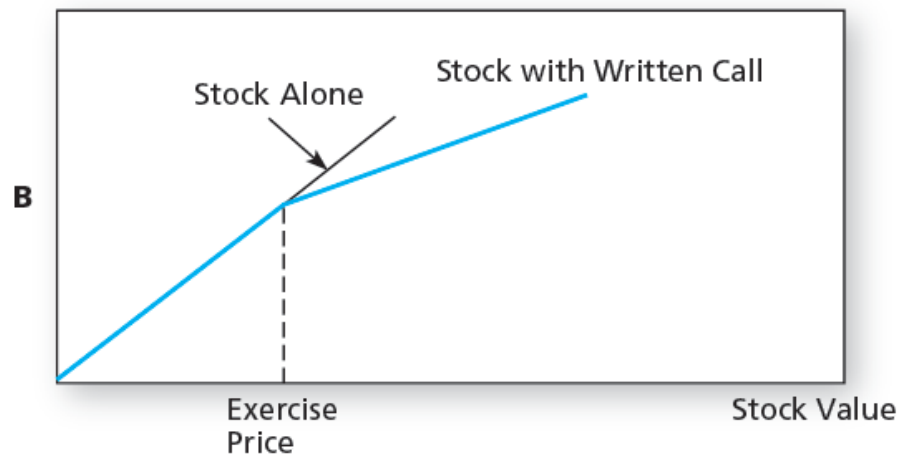 Stock with Written Call
Stock Alone
B
Exercise
Price
Stock Value